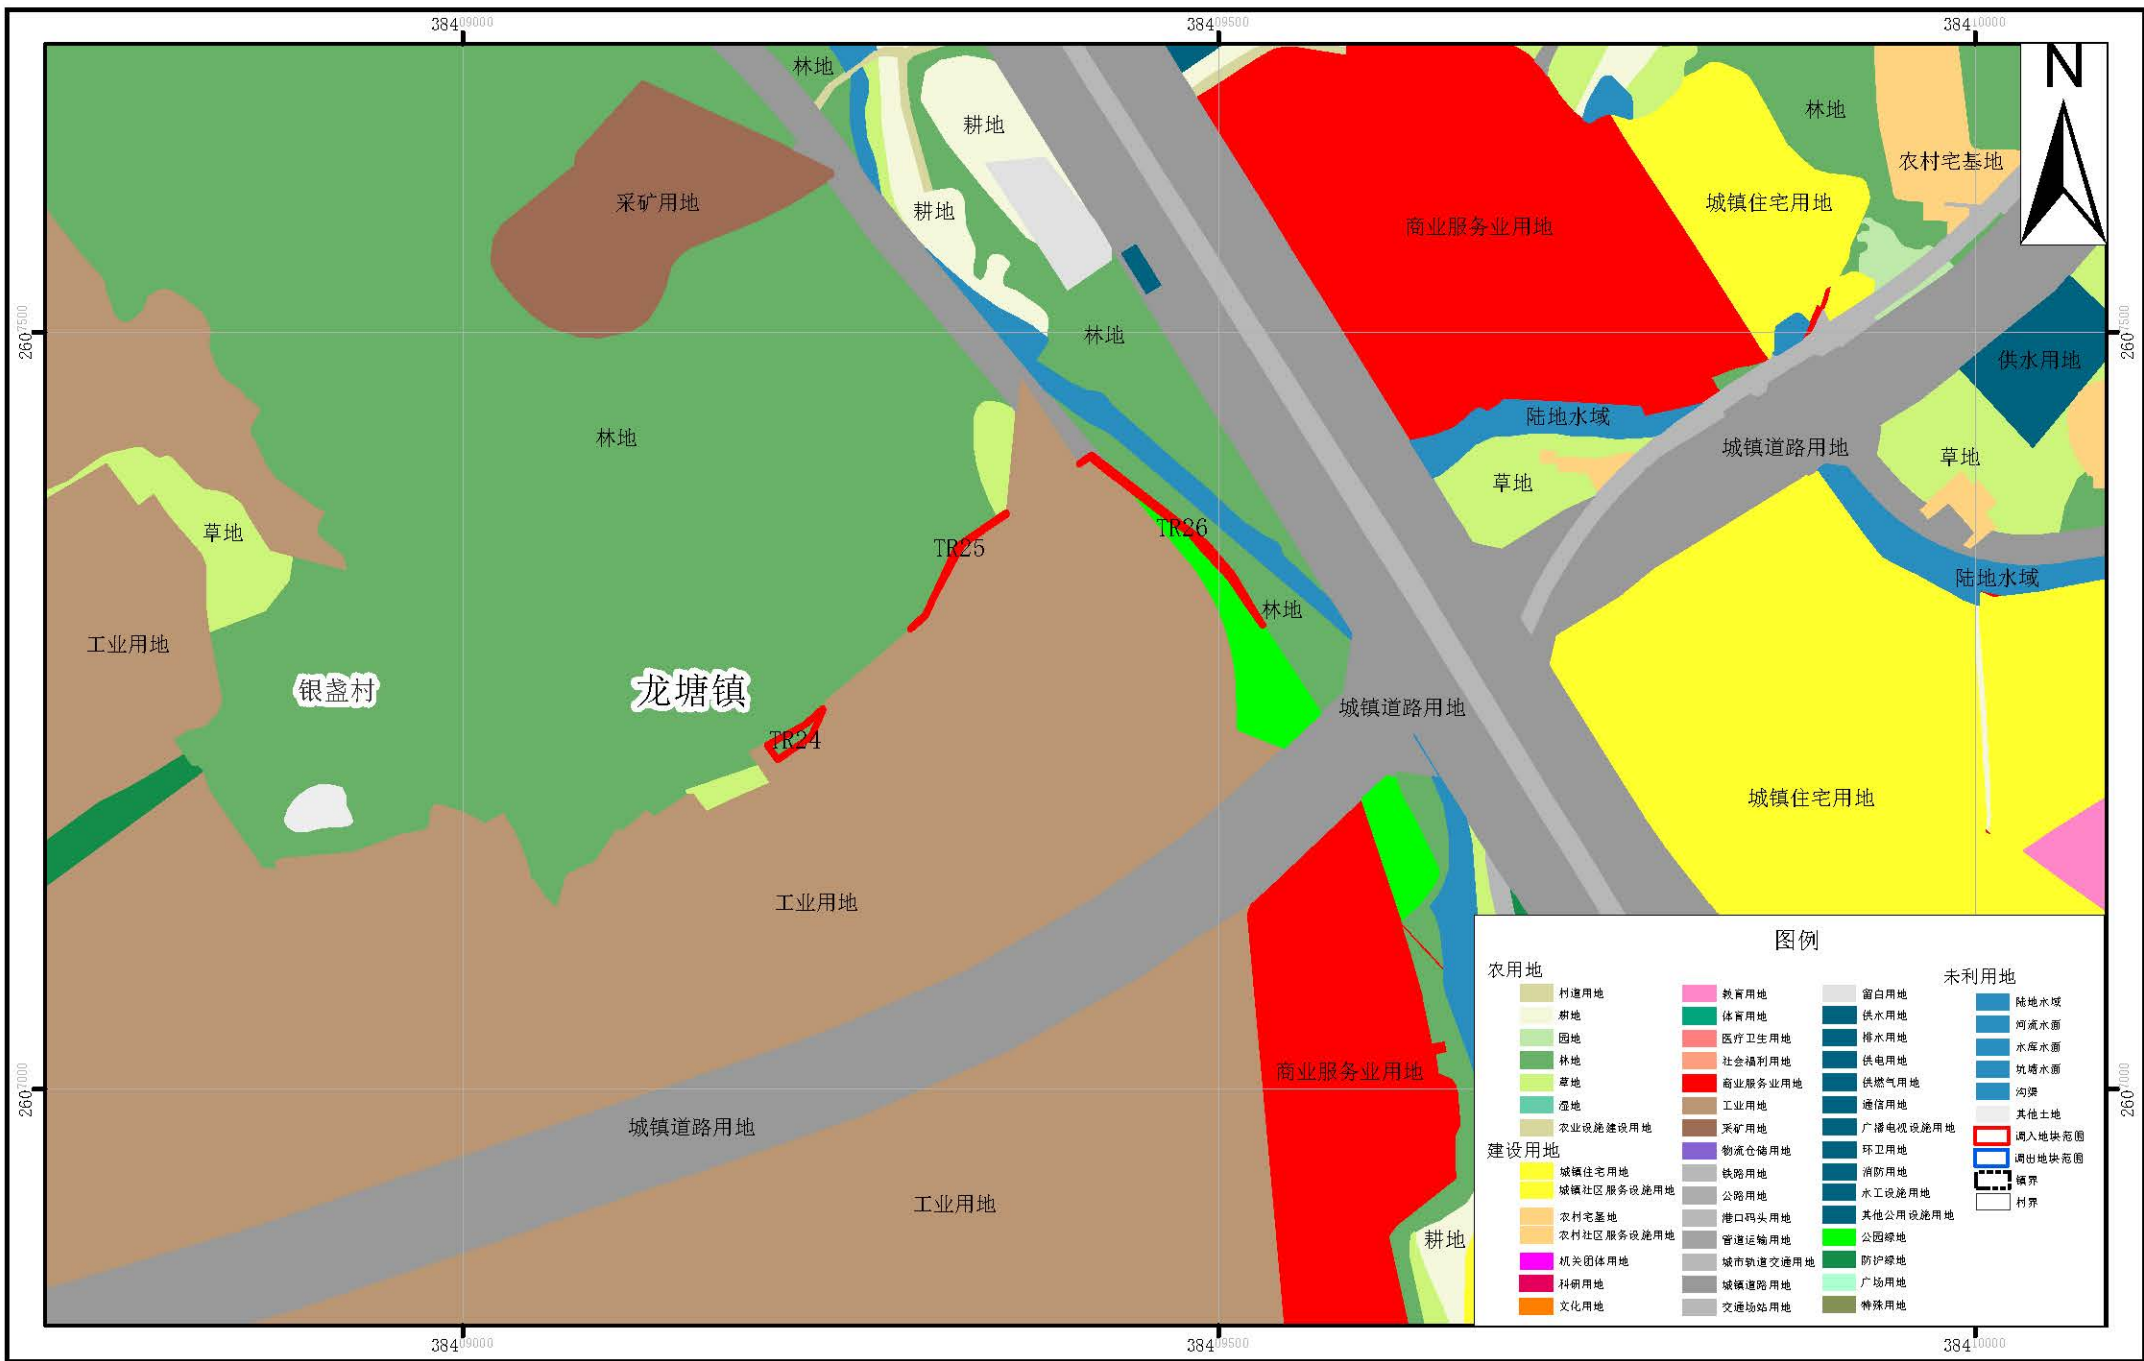 38409000
38409500
38410000
N
林地
耕地
林地
农村宅基地
采矿用地
耕地
城镇住宅用地
商业服务业用地
2607500
2607500
林地
供水用地
陆地水域
林地
城镇道路用地
草地
草地
TR26
草地
TR25
陆地水域
林地
工业用地
银盏村
龙塘镇
城镇道路用地
TR24
城镇住宅用地
工业用地
商业服务业用地
2607000
2607000
城镇道路用地
工业用地
耕地
图例
农用地
村道用地
耕地
园地
林地
草地
湿地
农业设施建设用地
建设用地
城镇住宅用地
城镇社区服务设施用地
农村宅基地
农村社区服务设施用地
机关团体用地
科研用地
文化用地
教育用地
体育用地
医疗卫生用地
社会福利用地
商业服务业用地
工业用地
采矿用地
物流仓储用地
铁路用地
公路用地
港口码头用地
管道运输用地
城市轨道交通用地
城镇道路用地
交通场站用地
留白用地
供水用地
排水用地
供电用地
供燃气用地
通信用地
广播电视设施用地
环卫用地
消防用地
水工设施用地
其他公用设施用地
公园绿地
防护绿地
广场用地
特殊用地
未利用地
陆地水域
河流水面
水库水面
坑塘水面
沟渠
其他土地
调入地块范围
调出地块范围
镇界
村界
38409000
38409500
38410000